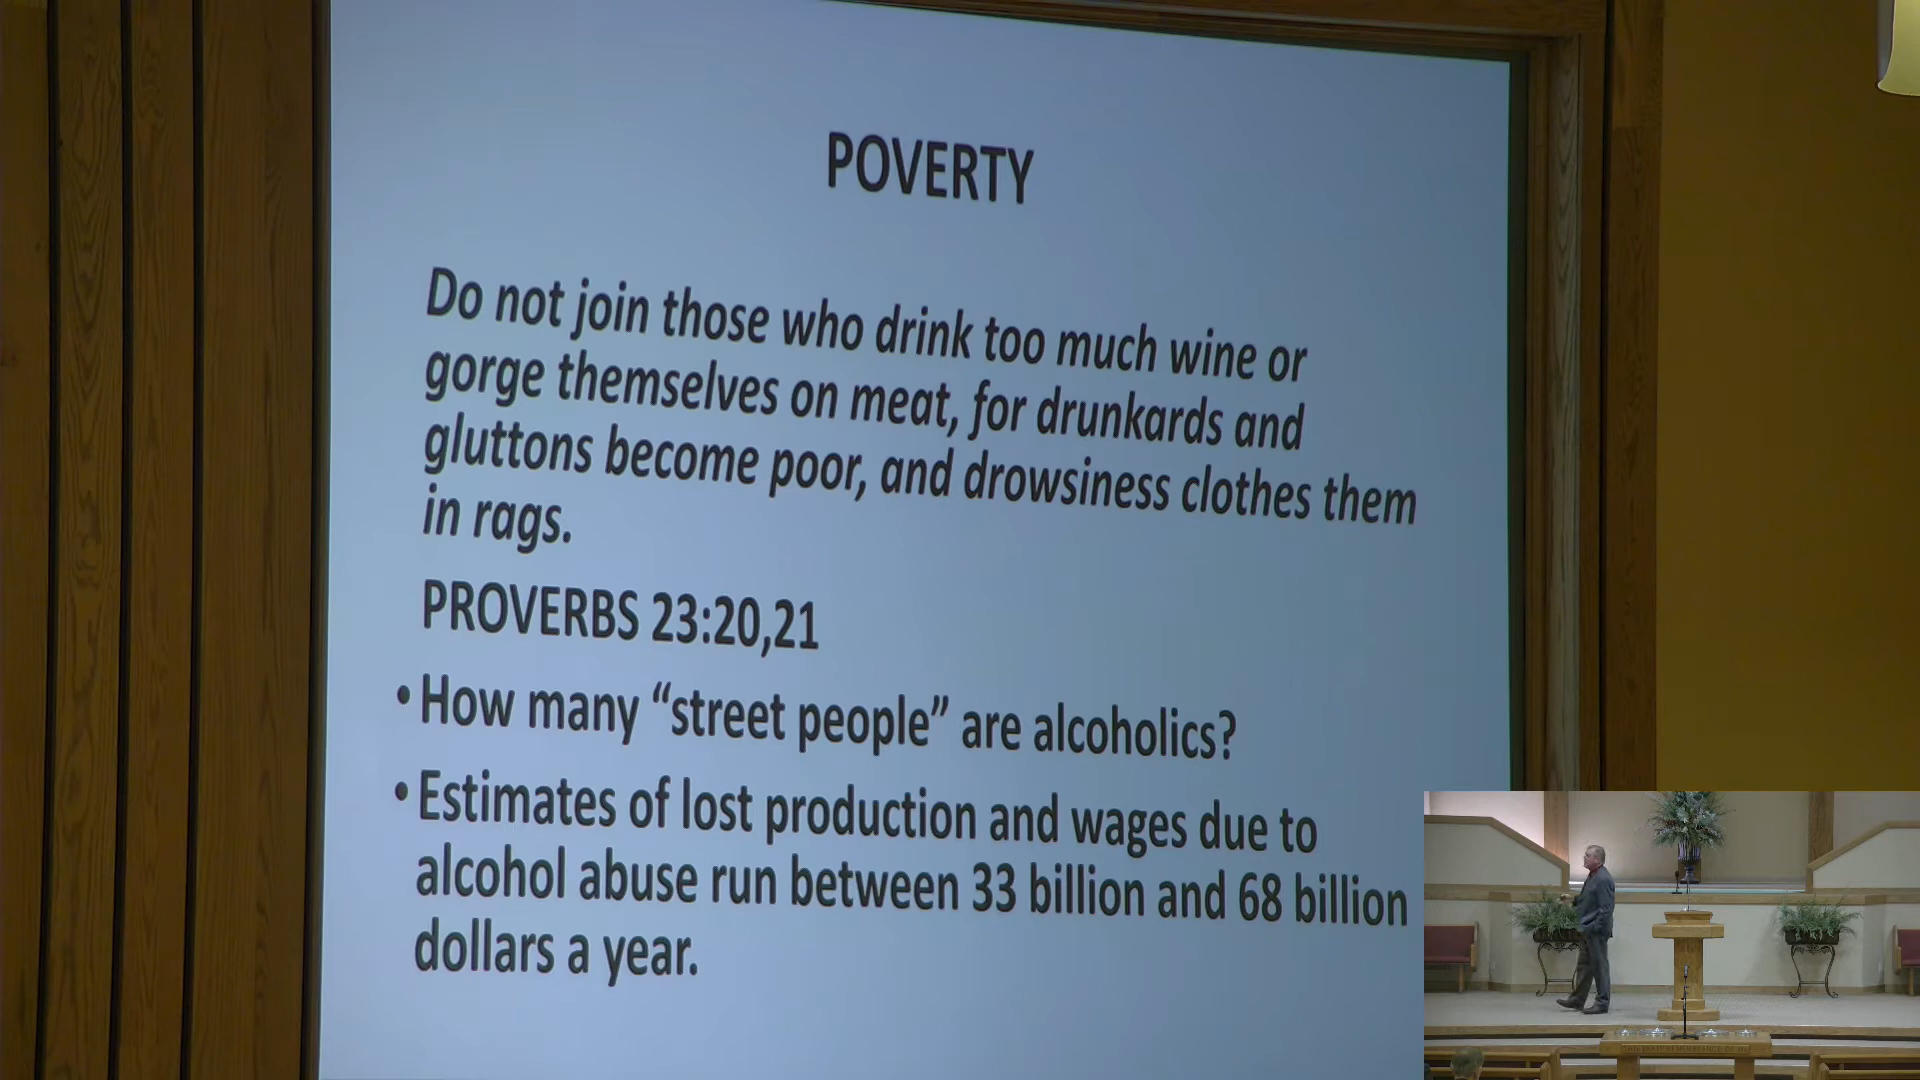 POVERTY
Do not join those who drink too much wine or
gorge themselves on meat, for drunkards and
gluttons become poor, and drowsiness clothes them
in rags.
PROVERBS 23:20,21
• How many “street people” are alcoholics?
• Estimates of lost production and wages due to
alcohol abuse run between 33 billion and 68 billion
dollars a year.